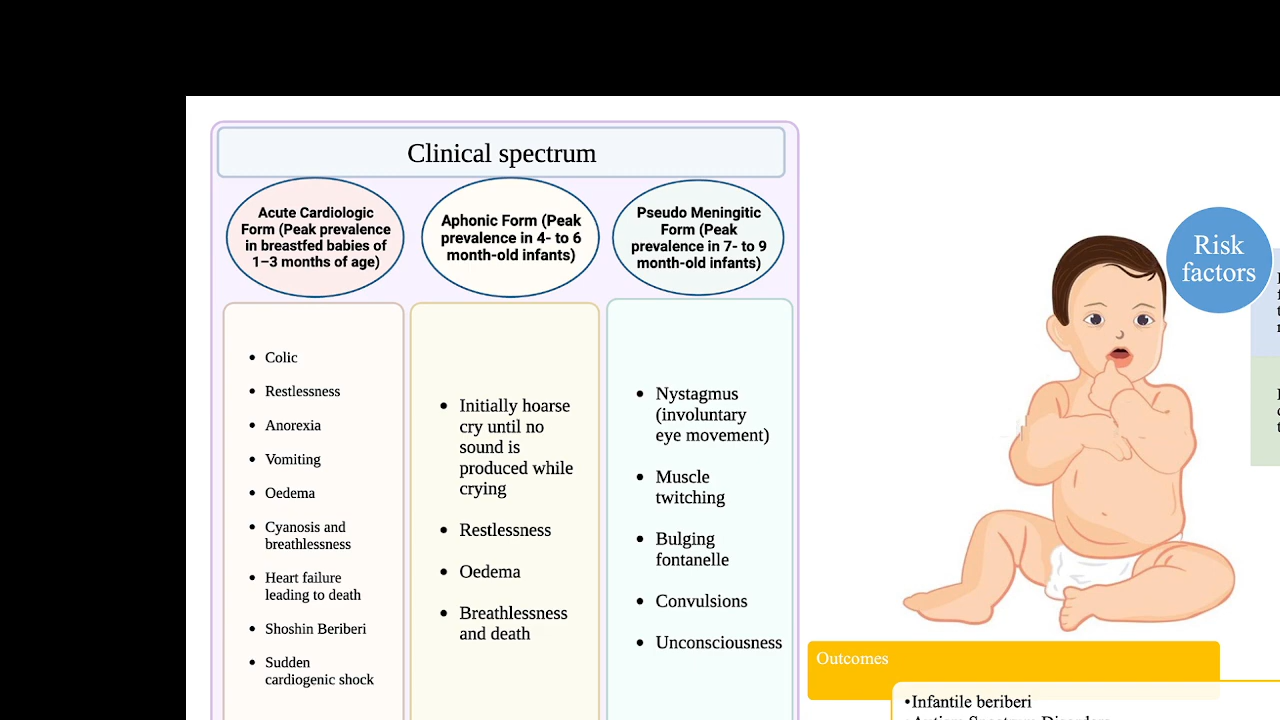 Clinical spectrum
Acute Cardiologic
Form (Peak prevalence
in breastfed babies of
1–3 months of age)
• Colic
• Restlessness
• Anorexia
• Vomiting
• Oedema
• Cyanosis and
breathlessness
• Heart failure
leading to death
• Shoshin Beriberi
• Sudden
cardiogenic shock
Aphonic Form (Peak
prevalence in 4- to 6
month-old infants)
• Initially hoarse
cry until no
sound is
produced while
crying
• Restlessness
• Oedema
• Breathlessness
and death
Pseudo Meningitic
Form (Peak
prevalence in 7- to 9
month-old infants)
• Nystagmus
(involuntary
eye movement)
• Muscle
twitching
• Bulging
fontanelle
• Convulsions
• Unconsciousness
Risk
factors
Outcomes
•Infantile beriberi
•Autism Spectrum Disorders